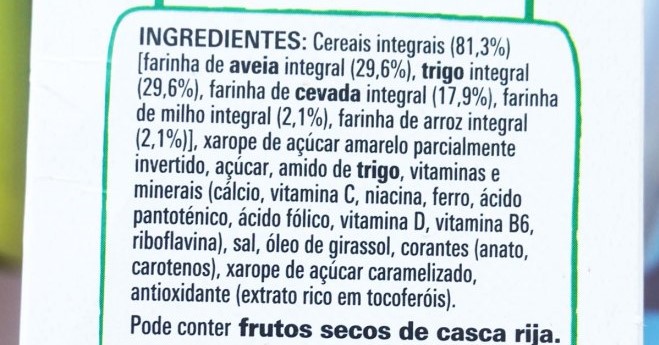 INGREDIENTES: Cereais integrais (81,3%)
[farinha de aveia integral (29,6%), trigo integral
(29,6%), farinha de cevada integral (17,9%), farinha
de milho integral (2,1%), farinha de arroz integral
(2,1%)], xarope de açúcar amarelo parcialmente
invertido, açúcar, amido de trigo, vitaminas e
minerais (cálcio, vitamina C, niacina, ferro, ácido
pantoténico, ácido fólico, vitamina D, vitamina B6,
riboflavina), sal, óleo de girassol, corantes (anato,
carotenos), xarope de açúcar caramelizado,
antioxidante (extrato rico em tocoferóis).
Pode conter frutos secos de casca rija.